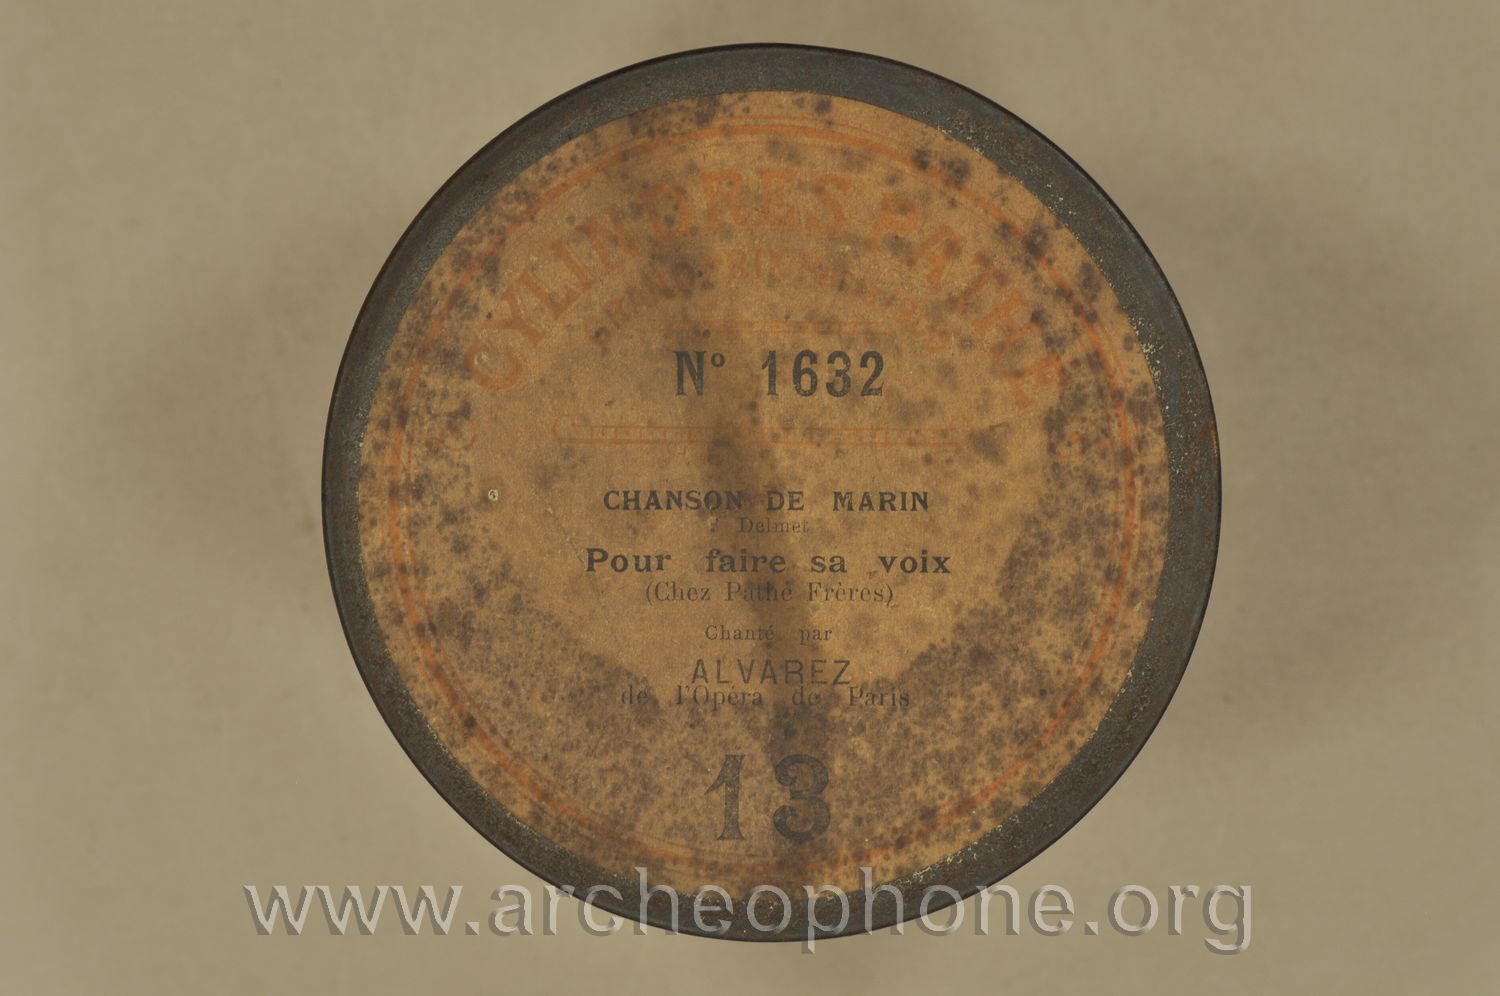 CYLINDRES PATHÉ
N° 1632
CHANSON DE MARIN
Delmet
Pour faire sa voix
(Chez Pathé Frères)
Chanté par
ALVAREZ
de l'Opéra de Paris
13
www.archeophone.org